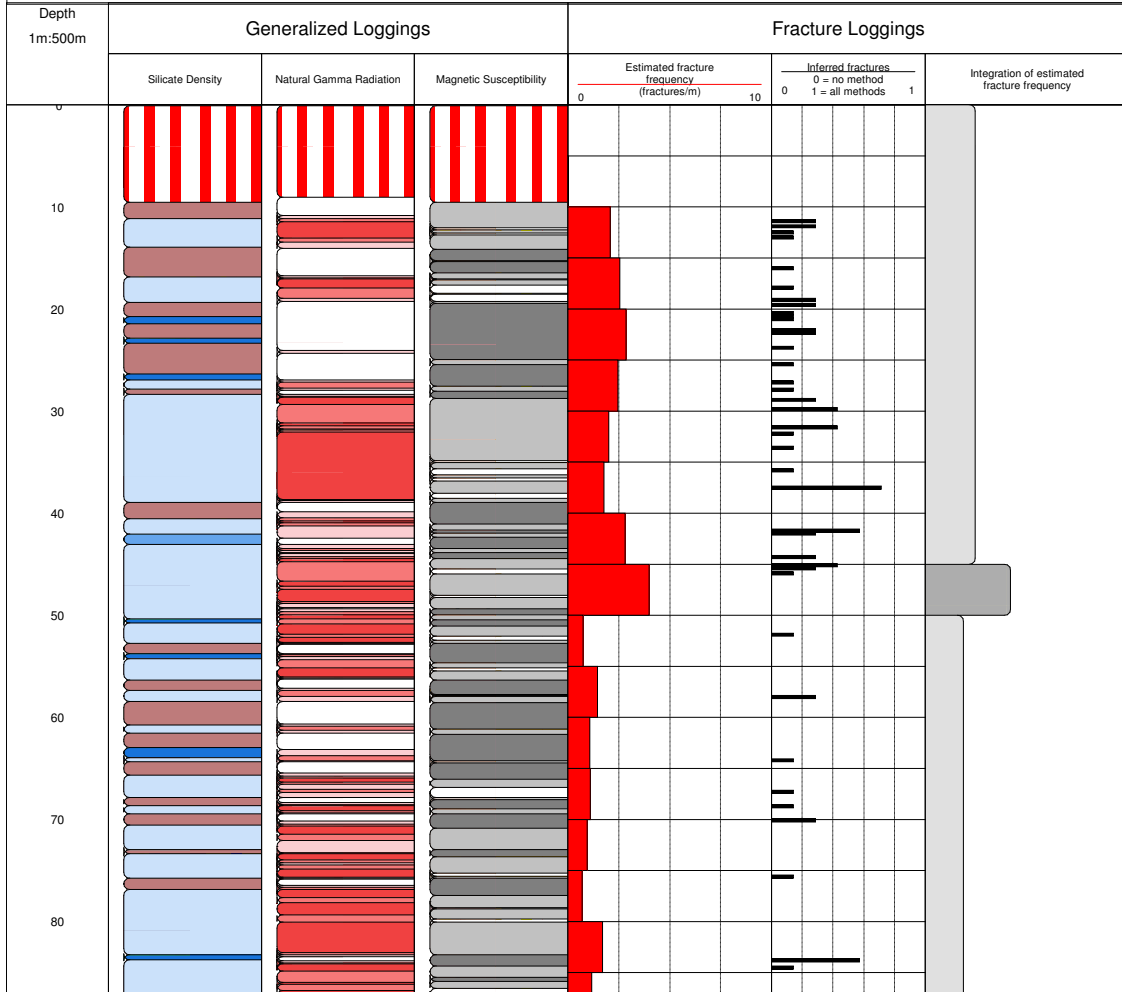 Depth
1m:500m
Generalized Loggings
Fracture Loggings
Silicate Density
Natural Gamma Radiation
Magnetic Susceptibility
Estimated fracture
frequency
(fractures/m)
0 10
Inferred fractures
0 = no method
1 = all methods
0 1
Integration of estimated
fracture frequency
0
10
20
30
40
50
60
70
80